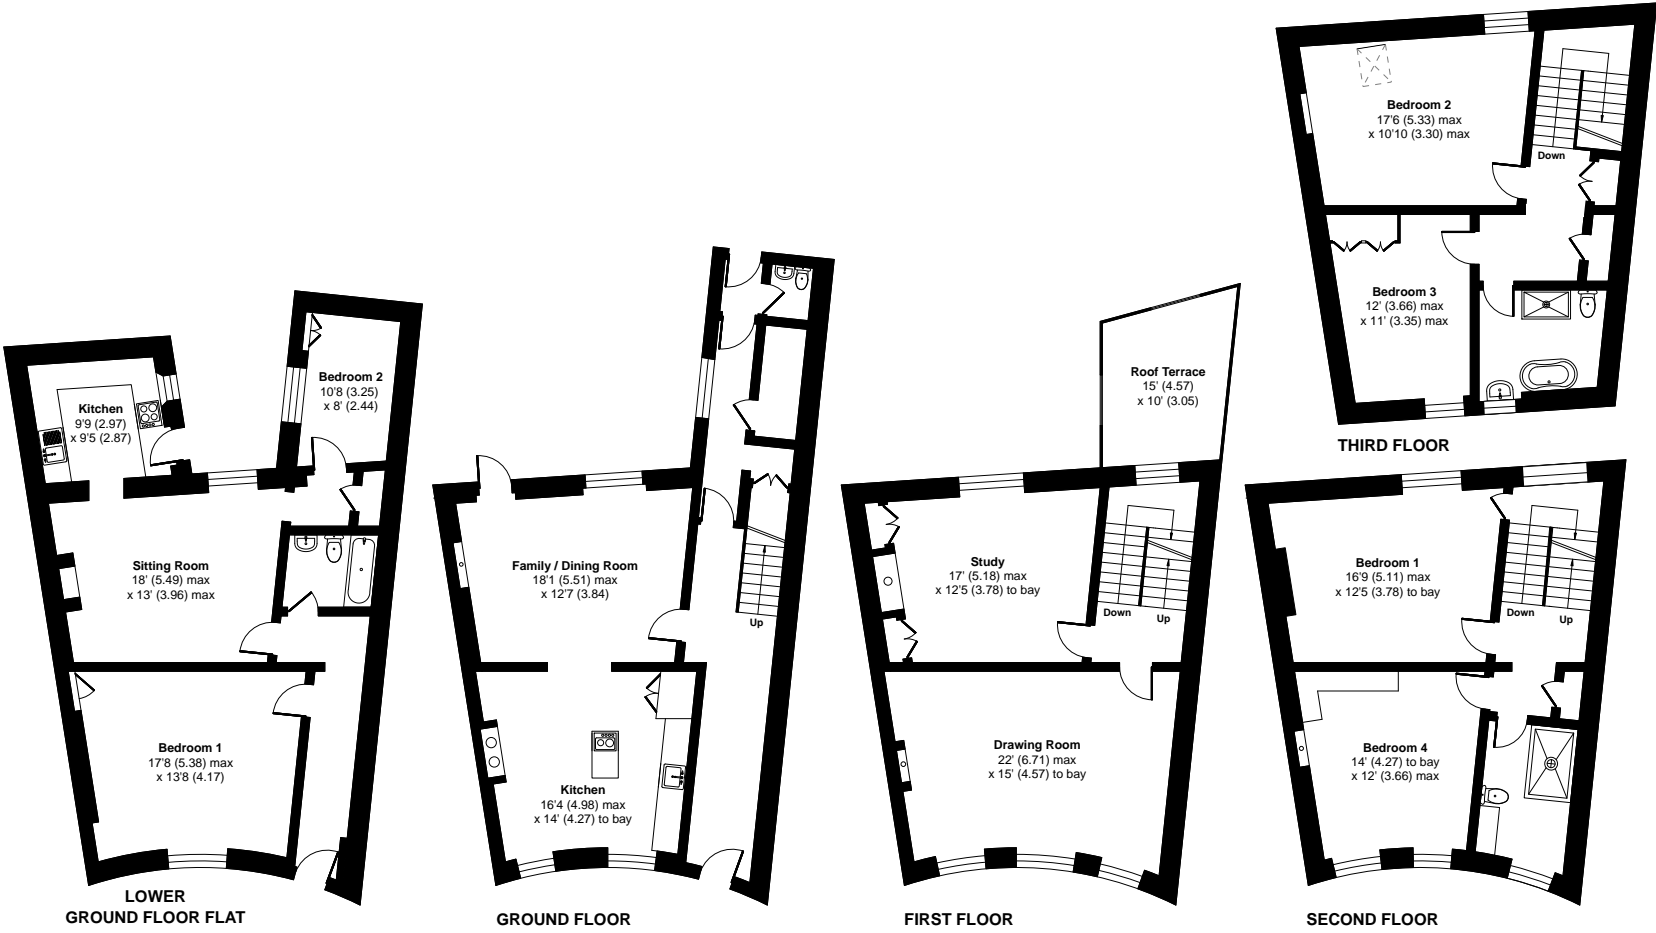 Kitchen
9'9 (2.97)
x 9'5 (2.87)
Bedroom 2
10'8 (3.25)
x 8' (2.44)
Sitting Room
18' (5.49) max
x 13' (3.96) max
Bedroom 1
17'8 (5.38) max
x 13'8 (4.17)
LOWER
GROUND FLOOR FLAT
Family / Dining Room
18'1 (5.51) max
x 12'7 (3.84)
Up
Kitchen
16'4 (4.98) max
x 14' (4.27) to bay
GROUND FLOOR
Roof Terrace
15' (4.57)
x 10' (3.05)
Study
17' (5.18) max
x 12'5 (3.78) to bay
Down
Up
Drawing Room
22' (6.71) max
x 15' (4.57) to bay
FIRST FLOOR
Bedroom 2
17'6 (5.33) max
x 10'10 (3.30) max
Down
Bedroom 3
12' (3.66) max
x 11' (3.35) max
THIRD FLOOR
Bedroom 1
16'9 (5.11) max
x 12'5 (3.78) to bay
Down
Up
Bedroom 4
14' (4.27) to bay
x 12' (3.66) max
SECOND FLOOR